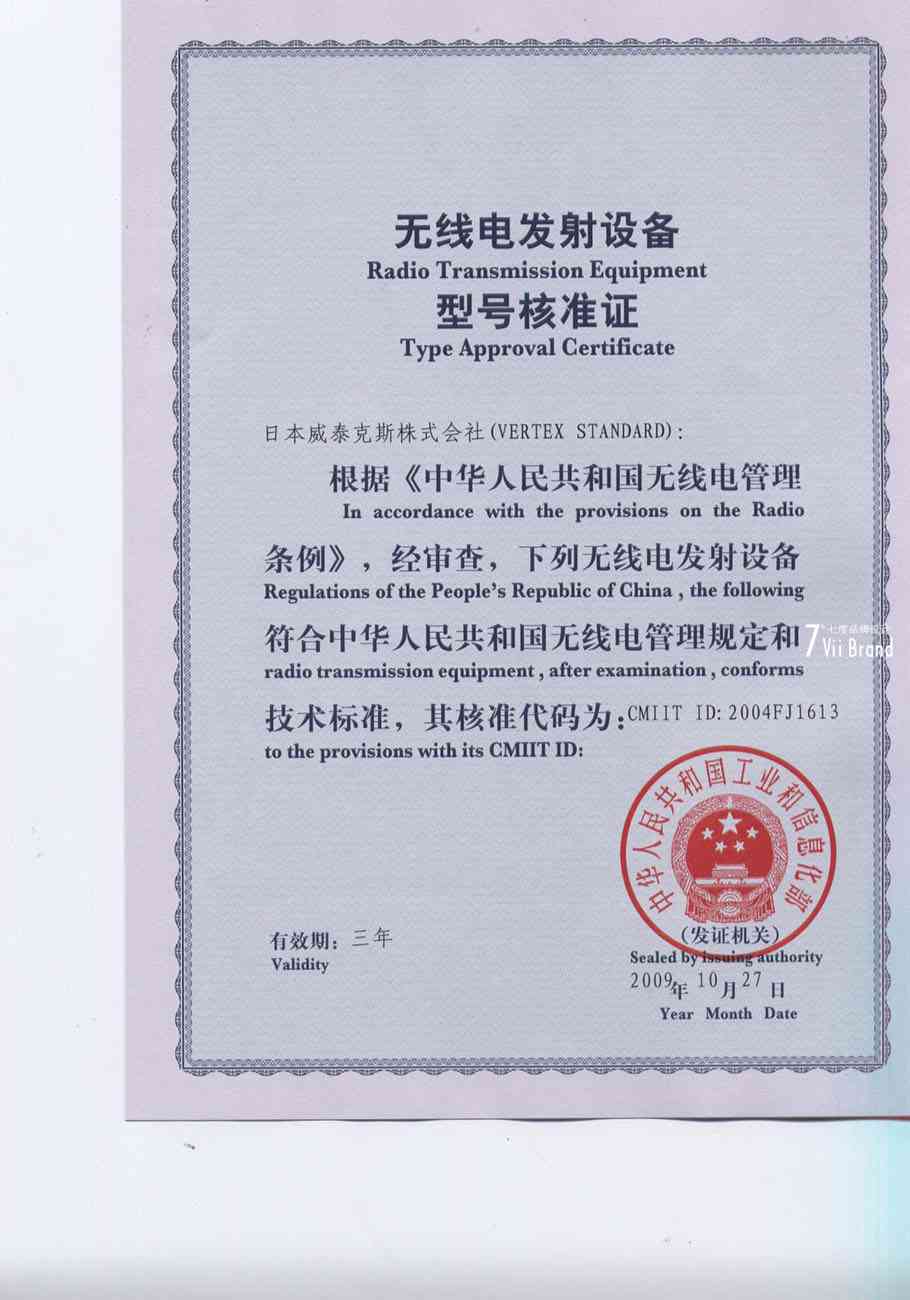 无线电发射设备
Radio Transmission Equipment
型号核准证
Type Approval Certificate
日本威泰克斯株式会社(VERTEX STANDARD):
根据《中华人民共和国无线电管理
In accordance with the provisions on the Radio
条例》，经审查，下列无线电发射设备
Regulations of the People's Republic of China , the following
符合中华人民共和国无线电管理规定和
radio transmission equipment , after examination , conforms
7°七度品牌设计
Vii Brand
技术标准，其核准代码为:CMIIT ID:2004FJ1613
to the provisions with its CMIIT ID:
中华人民共和国工业和信息化部
有效期：三年
Validity
(发证机关)
Sealed by issuing authority
2009年 10月27日
Year Month Date